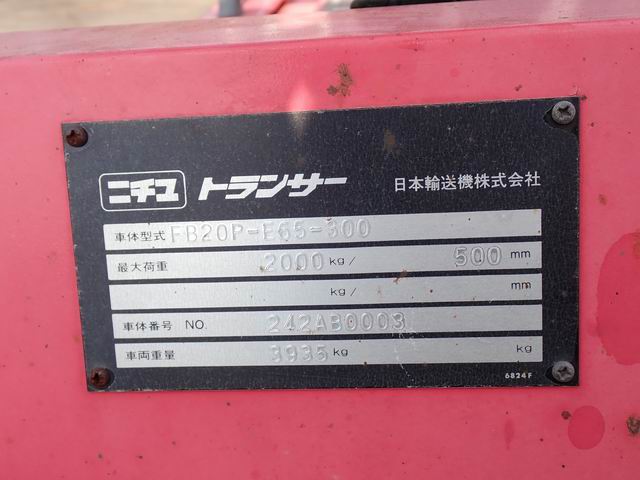 ニチユ トランサー 日本輸送機株式会社
車体型式 FB20P-E65-300
最大荷重 2000 kg/ 500 mm
kg/ mm
車体番号 NO. 242AB0003
車両重量 3935 kg kg
6824F